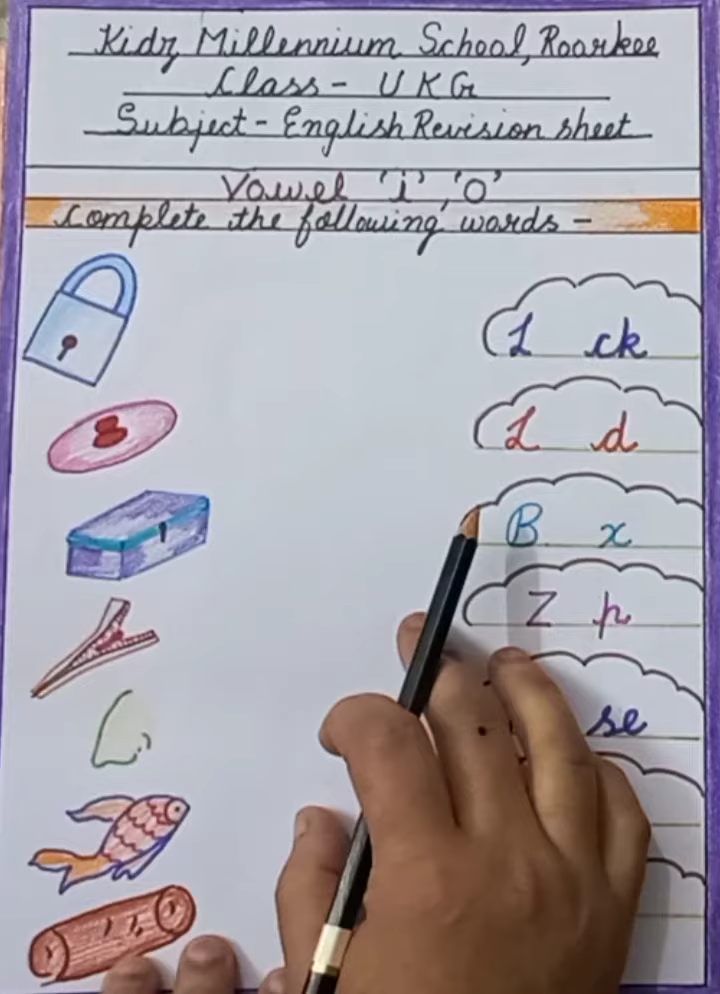 Kidz Millennium School, Roorkee
Class - UKG
Subject - English Revision sheet
Vowel 'i', 'o'
Complete the following words -
L ck
L d
B x
Z p
se